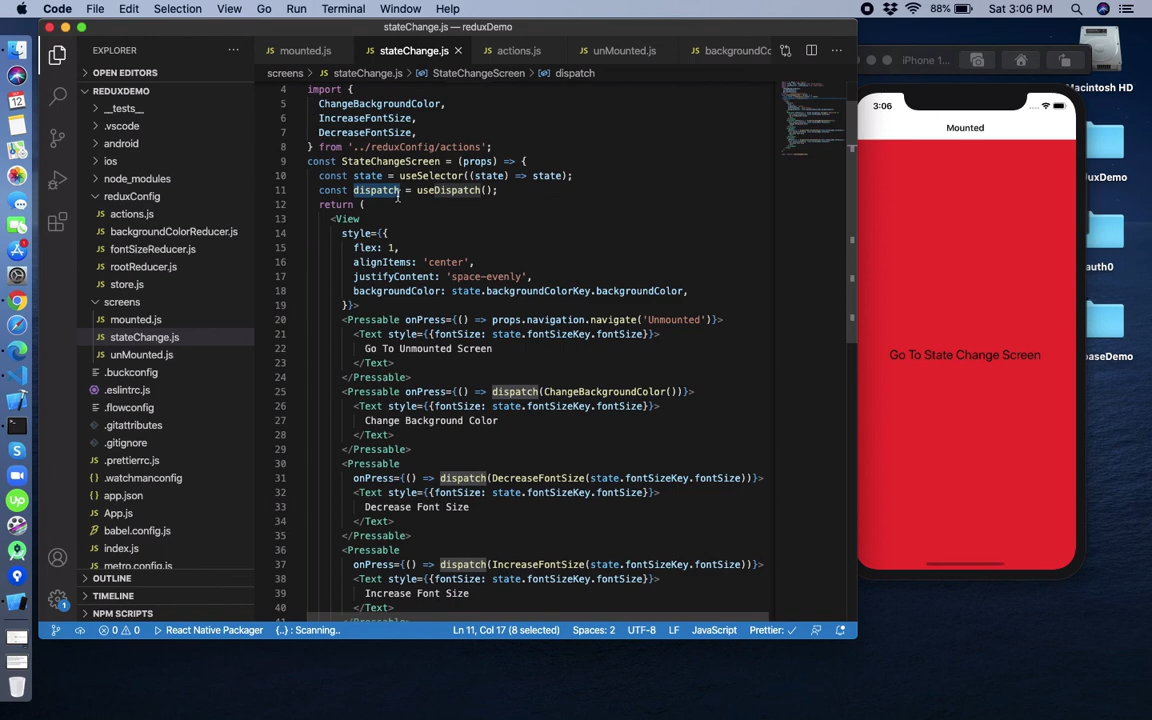 Code File Edit Selection View Go Run Terminal Window Help
88% Sat 3:06 PM
stateChange.js — reduxDemo
EXPLORER
mounted.js stateChange.js actions.js unMounted.js backgroundCo
OPEN EDITORS
screens > stateChange.js > StateChangeScreen > dispatch
REDUXDEMO
__tests__
.vscode
android
ios
node_modules
reduxConfig
actions.js
backgroundColorReducer.js
fontSizeReducer.js
rootReducer.js
store.js
screens
mounted.js
stateChange.js
unMounted.js
.buckconfig
.eslintrc.js
.flowconfig
.gitattributes
.gitignore
.prettierrc.js
.watchmanconfig
app.json
App.js
babel.config.js
index.js
metro.config.js
OUTLINE
TIMELINE
NPM SCRIPTS
4 import {
5 ChangeBackgroundColor,
6 IncreaseFontSize,
7 DecreaseFontSize,
8 } from '../reduxConfig/actions';
9 const StateChangeScreen = (props) => {
10 const state = useSelector((state) => state);
11 const dispatch = useDispatch();
12 return (
13 <View
14 style={{
15 flex: 1,
16 alignItems: 'center',
17 justifyContent: 'space-evenly',
18 backgroundColor: state.backgroundColorKey.backgroundColor,
19 }}>
20 <Pressable onPress={() => props.navigation.navigate('Unmounted')}>
21 <Text style={{fontSize: state.fontSizeKey.fontSize}}>
22 Go To Unmounted Screen
23 </Text>
24 </Pressable>
25 <Pressable onPress={() => dispatch(ChangeBackgroundColor())}>
26 <Text style={{fontSize: state.fontSizeKey.fontSize}}>
27 Change Background Color
28 </Text>
29 </Pressable>
30 <Pressable
31 onPress={() => dispatch(DecreaseFontSize(state.fontSizeKey.fontSize))}>
32 <Text style={{fontSize: state.fontSizeKey.fontSize}}>
33 Decrease Font Size
34 </Text>
35 </Pressable>
36 <Pressable
37 onPress={() => dispatch(IncreaseFontSize(state.fontSizeKey.fontSize))}>
38 <Text style={{fontSize: state.fontSizeKey.fontSize}}>
39 Increase Font Size
40 </Text>
0 0 React Native Packager {..} : Scanning.. Ln 11, Col 17 (8 selected) Spaces: 2 UTF-8 LF JavaScript Prettier: ✓
1
17
iPhone 1...
3:06
Mounted
Go To State Change Screen
Macintosh HD
duxDemo
auth0
baseDemo
up